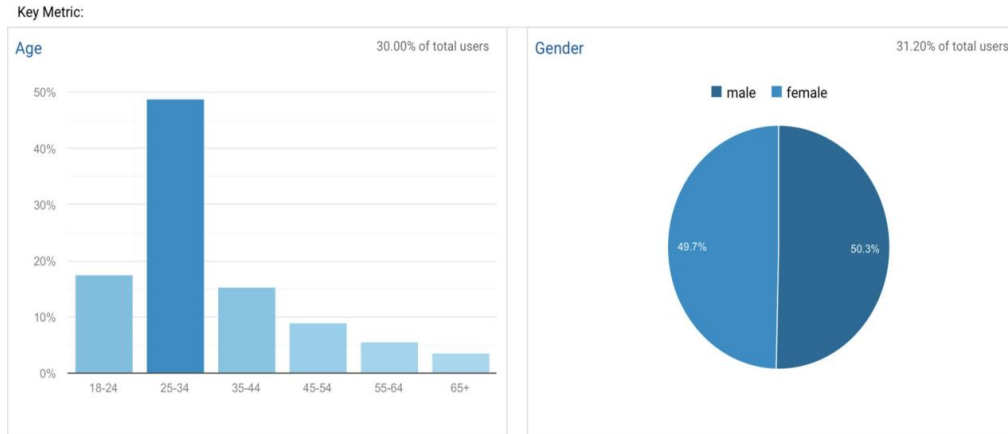 Key Metric:
Age
30.00% of total users
50%
40%
30%
20%
10%
0%
18-24
25-34
35-44
45-54
55-64
65+
Gender
31.20% of total users
male
female
49.7%
50.3%